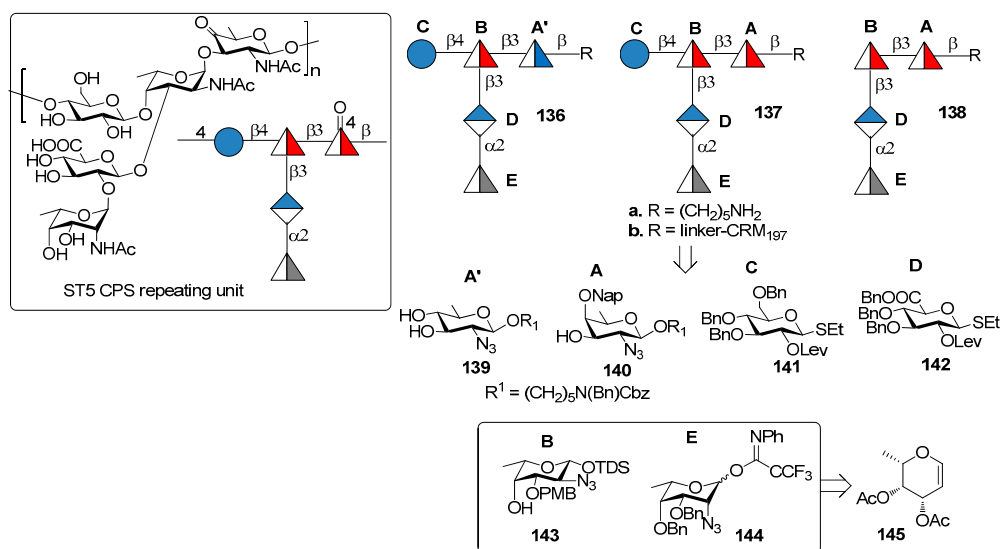 O
O
O
O
NHAc
n
O
O
NHAc
OH
HO
HO
OH
O
O
HOOC
HO
HO
O
O
O
O
OH
HO
OH
NHAc
4
β4
β3
O
4
β
β3
α2
ST5 CPS repeating unit
C
β4
B
β3
A'
β
R
β3
D
α2
E
136
C
β4
B
β3
A
β
R
β3
D
α2
E
137
B
β3
A
β
R
β3
D
α2
E
138
a. R = (CH2)5NH2
b. R = linker-CRM197
A'
HO
HO
O
OR1
N3
139
A
ONap
HO
O
OR1
N3
140
C
OBn
BnO
BnO
O
SEt
OLev
141
D
BnOOC
BnO
BnO
O
SEt
OLev
142
R1 = (CH2)5N(Bn)Cbz
B
O
OTDS
N3
OPMB
OH
143
E
NPh
O
CF3
O
OBn
N3
OBn
144
O
AcO
OAc
145